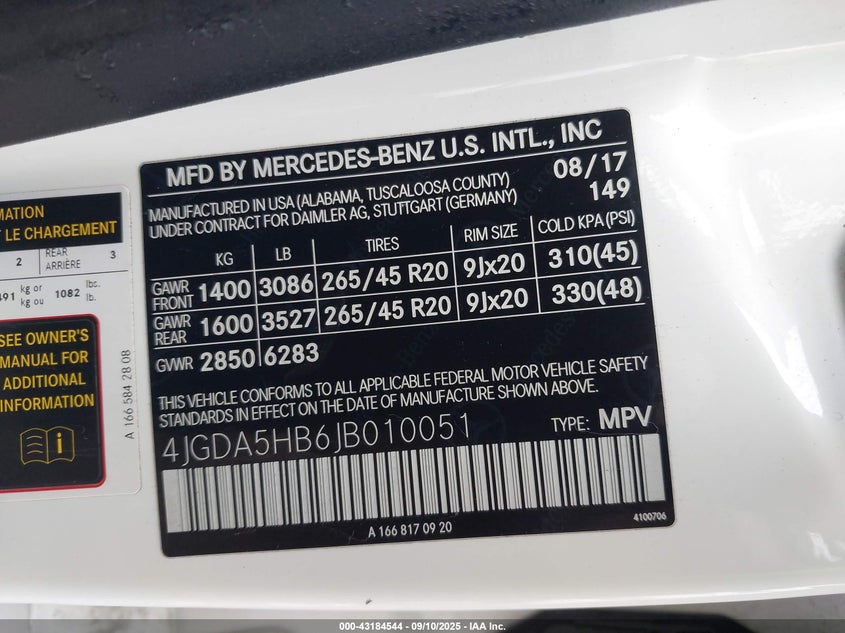 MATION
T LE CHARGEMENT
2 REAR ARRIÈRE 3
491 kg or kg ou 1082 lbs. lb.
SEE OWNER'S
MANUAL FOR
ADDITIONAL
INFORMATION
A 166 584 28 08
MFD BY MERCEDES-BENZ U.S. INTL., INC
MANUFACTURED IN USA (ALABAMA, TUSCALOOSA COUNTY) 08/17
UNDER CONTRACT FOR DAIMLER AG, STUTTGART (GERMANY) 149
KG LB TIRES RIM SIZE COLD KPA (PSI)
GAWR FRONT 1400 3086 265/45 R20 9Jx20 310(45)
GAWR REAR 1600 3527 265/45 R20 9Jx20 330(48)
GVWR 2850 6283
THIS VEHICLE CONFORMS TO ALL APPLICABLE FEDERAL MOTOR VEHICLE SAFETY
STANDARDS IN EFFECT ON THE DATE OF MANUFACTURE SHOWN ABOVE.
4JGDA5HB6JB010051 TYPE: MPV
A 166 817 09 20
4100706
000-43184544 - 09/10/2025 - IAA Inc.